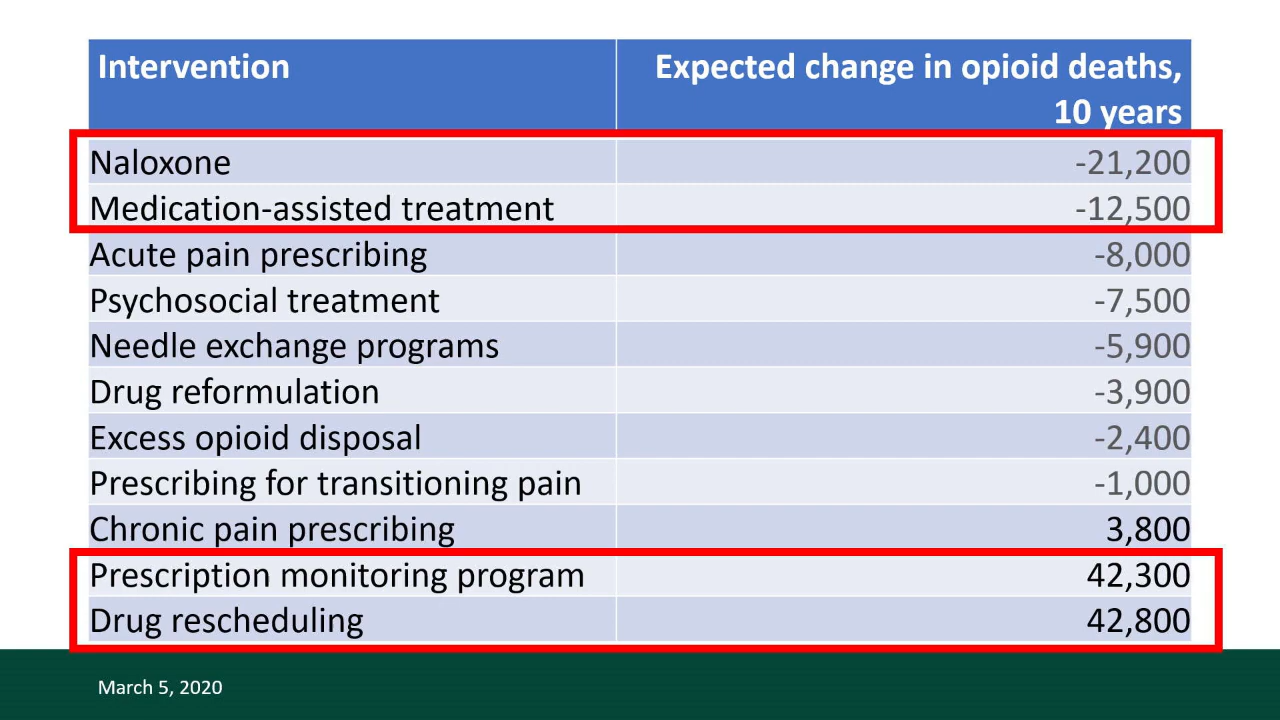 Intervention Expected change in opioid deaths,
10 years
Naloxone -21,200
Medication-assisted treatment -12,500
Acute pain prescribing -8,000
Psychosocial treatment -7,500
Needle exchange programs -5,900
Drug reformulation -3,900
Excess opioid disposal -2,400
Prescribing for transitioning pain -1,000
Chronic pain prescribing 3,800
Prescription monitoring program 42,300
Drug rescheduling 42,800
March 5, 2020